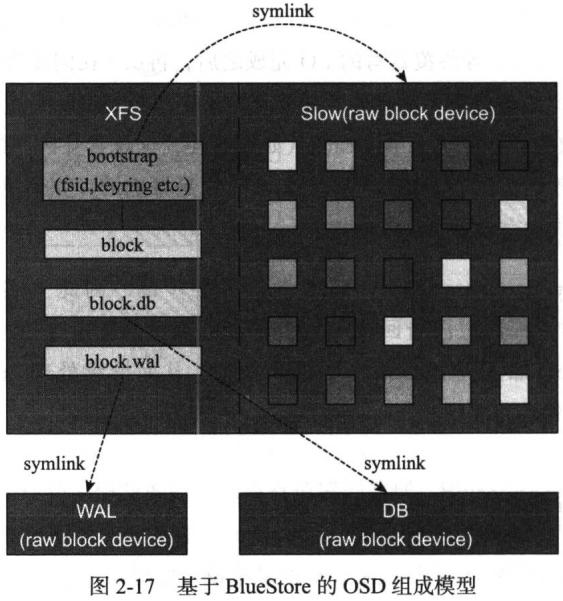 symlink
XFS
Slow(raw block device)
bootstrap
(fsid,keyring etc.)
block
block.db
block.wal
symlink
symlink
WAL
(raw block device)
DB
(raw block device)
图 2-17 基于 BlueStore 的 OSD 组成模型